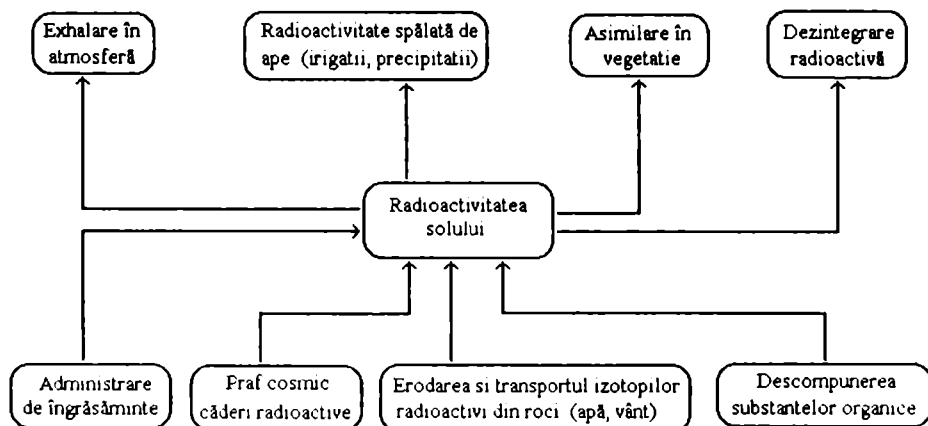 Exhalare în
atmosferă
Radioactivitate spălată de
ape (irigatii, precipitatii)
Asimilare în
vegetatie
Dezintegrare
radioactivă
Radioactivitatea
solului
Administrare
de îngrăsăminte
Praf cosmic
căderi radioactive
Erodarea si transportul izotopilor
radioactivi din roci (apă, vânt)
Descompunerea
substantelor organice